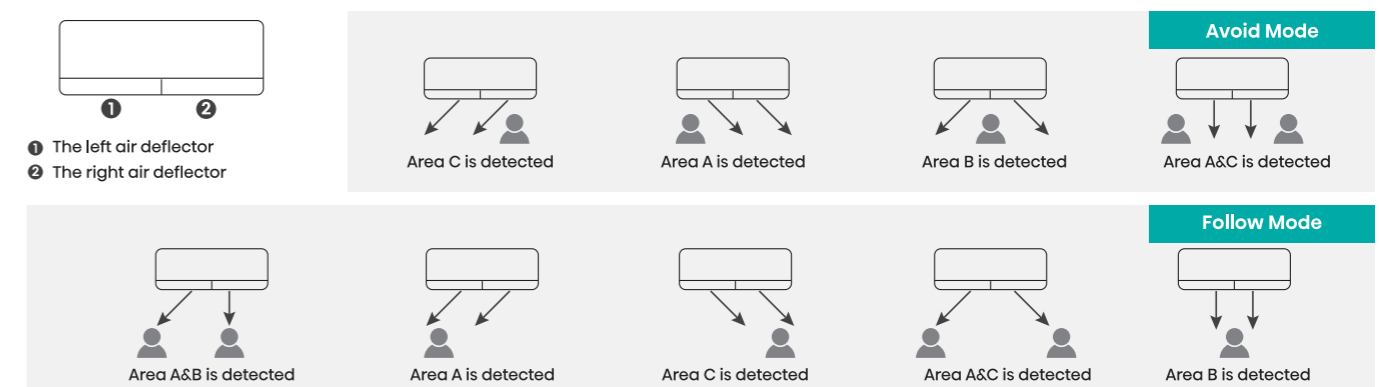 Avoid Mode
❶ ❷
❶ The left air deflector
❷ The right air deflector
Area C is detected
Area A is detected
Area B is detected
Area A&C is detected
Follow Mode
Area A&B is detected
Area A is detected
Area C is detected
Area A&C is detected
Area B is detected